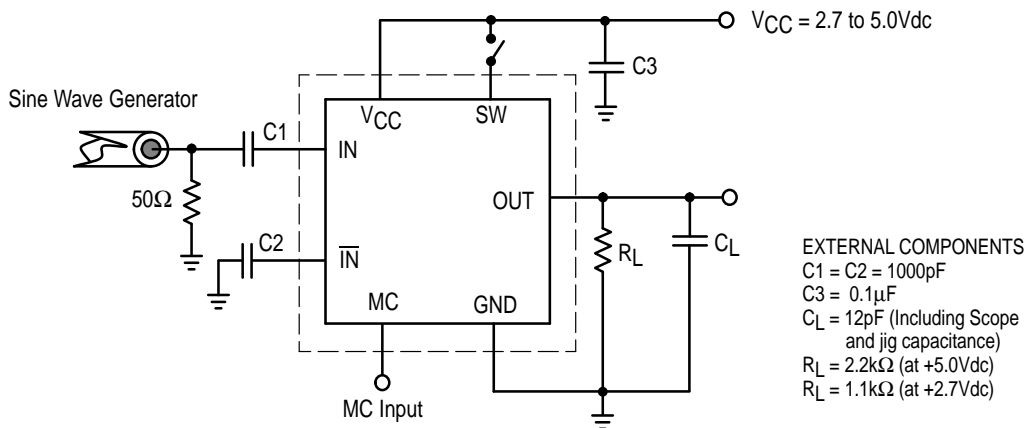 VCC = 2.7 to 5.0Vdc
C3
Sine Wave Generator
VCC
SW
C1
IN
50Ω
OUT
C2
IN
RL
CL
MC
GND
MC Input
EXTERNAL COMPONENTS
C1 = C2 = 1000pF
C3 = 0.1μF
CL = 12pF (Including Scope
and jig capacitance)
RL = 2.2kΩ (at +5.0Vdc)
RL = 1.1kΩ (at +2.7Vdc)